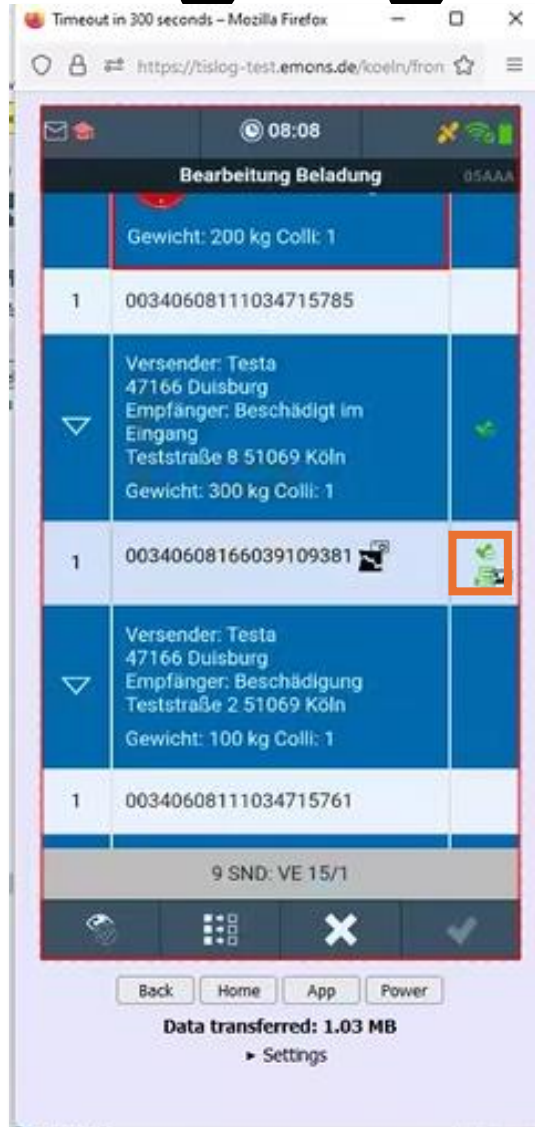 Timeout in 300 seconds – Mozilla Firefox
https://tislog-test.emons.de/koeln/fron
08:08
Bearbeitung Beladung 05AAA
Gewicht: 200 kg Colli: 1
1 00340608111034715785
Versender: Testa
47166 Duisburg
Empfänger: Beschädigt im
Eingang
Teststraße 8 51069 Köln
Gewicht: 300 kg Colli: 1
1 00340608166039109381
Versender: Testa
47166 Duisburg
Empfänger: Beschädigung
Teststraße 2 51069 Köln
Gewicht: 100 kg Colli: 1
1 00340608111034715761
9 SND: VE 15/1
Back Home App Power
Data transferred: 1.03 MB
► Settings